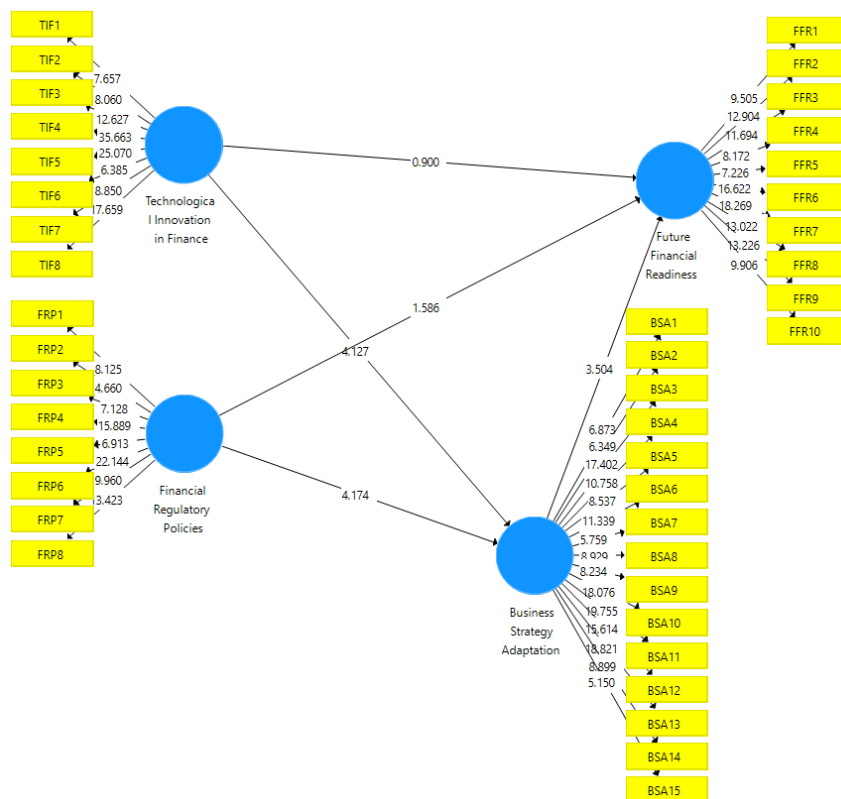 TIF1
TIF2
TIF3
TIF4
TIF5
TIF6
TIF7
TIF8
7.657
8.060
12.627
35.663
25.070
6.385
8.850
17.659
Technologica
l Innovation
in Finance
FRP1
FRP2
FRP3
FRP4
FRP5
FRP6
FRP7
FRP8
8.125
4.660
7.128
15.889
6.913
22.144
9.960
3.423
Financial
Regulatory
Policies
0.900
1.586
4.127
4.174
3.504
Future
Financial
Readiness
9.505
12.904
11.694
8.172
7.226
16.622
18.269
13.022
13.226
9.906
FFR1
FFR2
FFR3
FFR4
FFR5
FFR6
FFR7
FFR8
FFR9
FFR10
Business
Strategy
Adaptation
6.873
6.349
17.402
10.758
8.537
11.339
5.759
8.929
8.234
18.076
19.755
15.614
18.821
8.899
5.150
BSA1
BSA2
BSA3
BSA4
BSA5
BSA6
BSA7
BSA8
BSA9
BSA10
BSA11
BSA12
BSA13
BSA14
BSA15